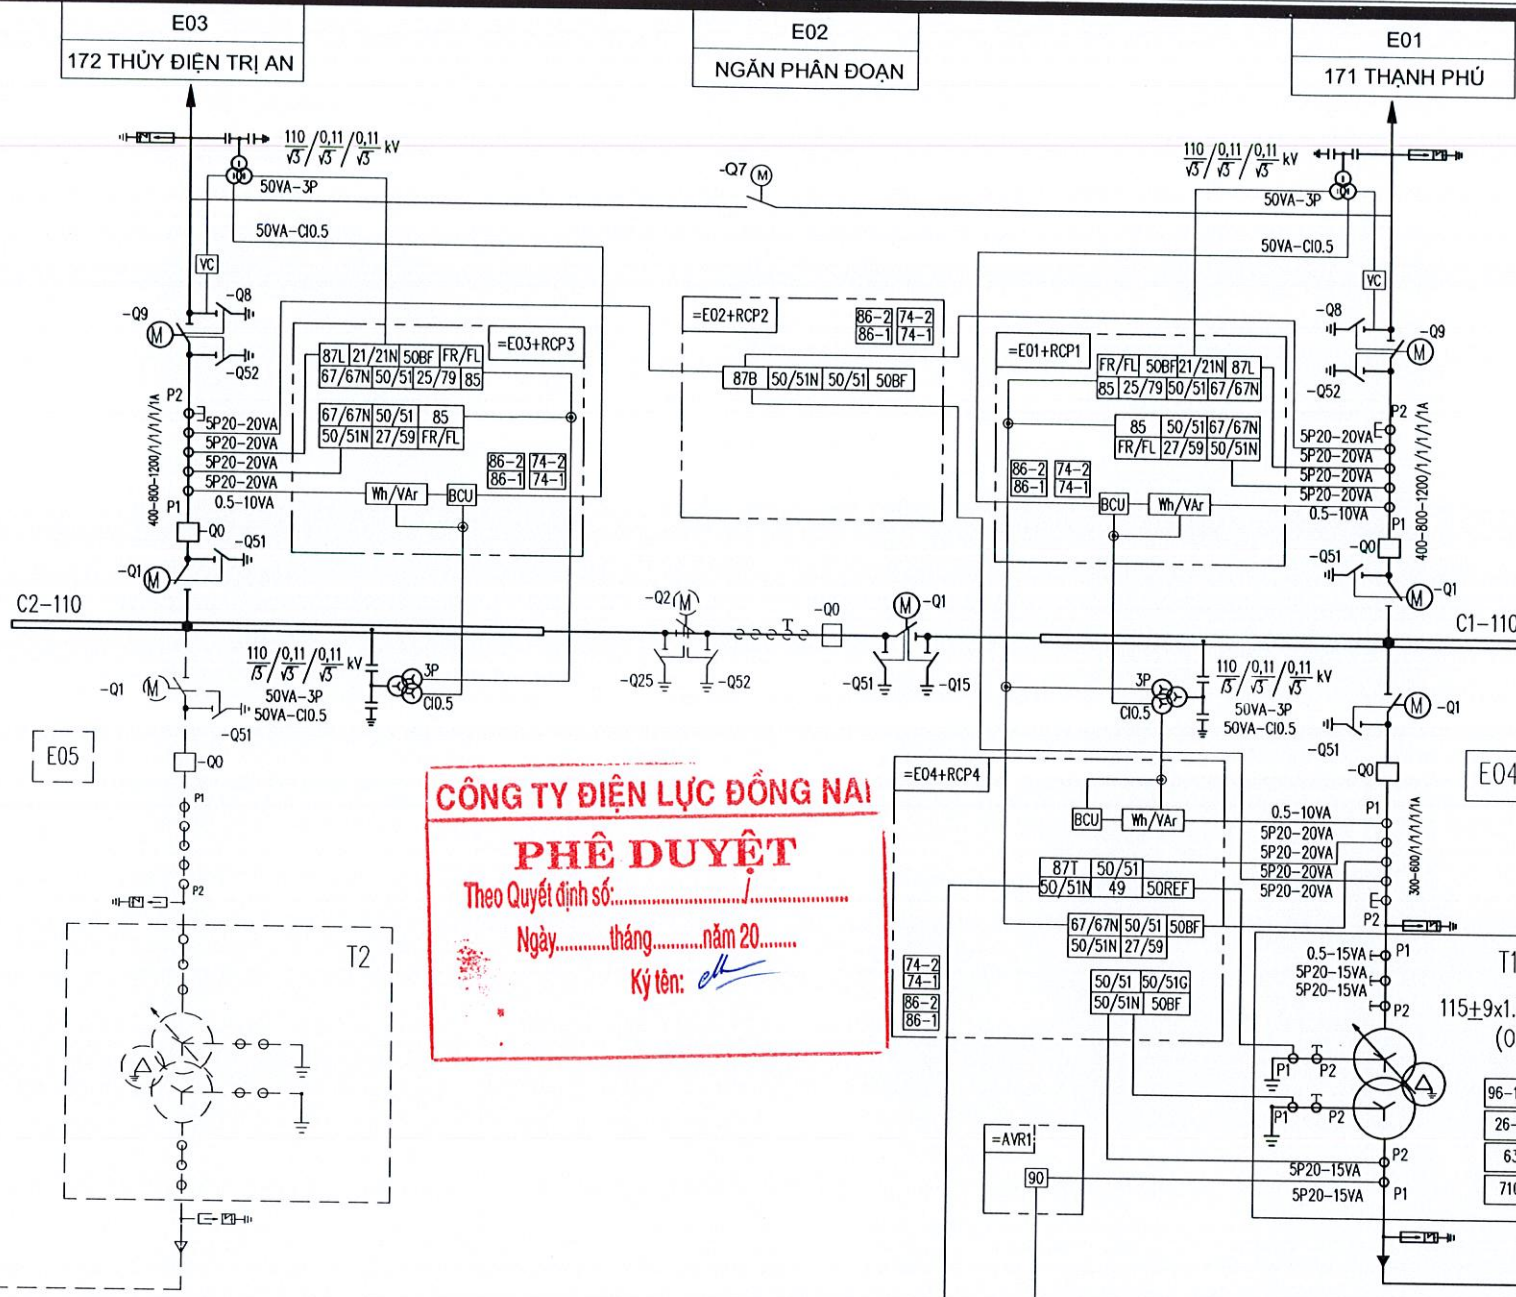 E03
172 THỦY ĐIỆN TRỊ AN
E02
NGĂN PHÂN ĐOẠN
E01
171 THẠNH PHÚ
110/√3 / 0,11/√3 / 0,11/√3 kV
50VA-3P
50VA-Cl0.5
VC
-Q8
-Q9
M
-Q52
P2
5P20-20VA
5P20-20VA
5P20-20VA
5P20-20VA
0.5-10VA
P1
400-800-1200/1/1/1/1/1A
-Q0
-Q51
-Q1
M
C2-110
=E03+RCP3
87L 21/21N 50BF FR/FL
67/67N 50/51 25/79 85
67/67N 50/51 85
50/51N 27/59 FR/FL
86-2 74-2
86-1 74-1
Wh/VAr
BCU
-Q7
M
=E02+RCP2
86-2 74-2
86-1 74-1
87B 50/51N 50/51 50BF
110/√3 / 0,11/√3 / 0,11/√3 kV
50VA-3P
50VA-Cl0.5
VC
-Q8
-Q9
M
-Q52
=E01+RCP1
FR/FL 50BF 21/21N 87L
85 25/79 50/51 67/67N
85 50/51 67/67N
FR/FL 27/59 50/51N
86-2 74-2
86-1 74-1
BCU
Wh/VAr
P2
5P20-20VA
5P20-20VA
5P20-20VA
5P20-20VA
0.5-10VA
P1
400-800-1200/1/1/1/1/1A
-Q0
-Q51
M
-Q1
C1-110
-Q2
M
T
-Q0
M
-Q1
-Q25
-Q52
-Q51
-Q15
110/√3 / 0,11/√3 / 0,11/√3 kV
50VA-3P
50VA-Cl0.5
3P
Cl0.5
3P
Cl0.5
110/√3 / 0,11/√3 / 0,11/√3 kV
50VA-3P
50VA-Cl0.5
-Q1
M
-Q51
E05
-Q0
P1
P2
T2
M
-Q1
-Q51
-Q0
E04
=E04+RCP4
BCU
Wh/VAr
0.5-10VA
5P20-20VA
5P20-20VA
5P20-20VA
5P20-20VA
P1
300-600/1/1/1/1/1A
P2
87T 50/51
50/51N 49 50REF
67/67N 50/51 50BF
50/51N 27/59
50/51 50/51G
50/51N 50BF
74-2
74-1
86-2
86-1
CÔNG TY ĐIỆN LỰC ĐỒNG NAI
PHÊ DUYỆT
Theo Quyết định số:............/............
Ngày..........tháng.........năm 20.......
Ký tên:
0.5-15VA
5P20-15VA
5P20-15VA
P1
P2
T1
P1
T
P2
P1
T
P2
=AVR1
90
5P20-15VA
5P20-15VA
P2
P1